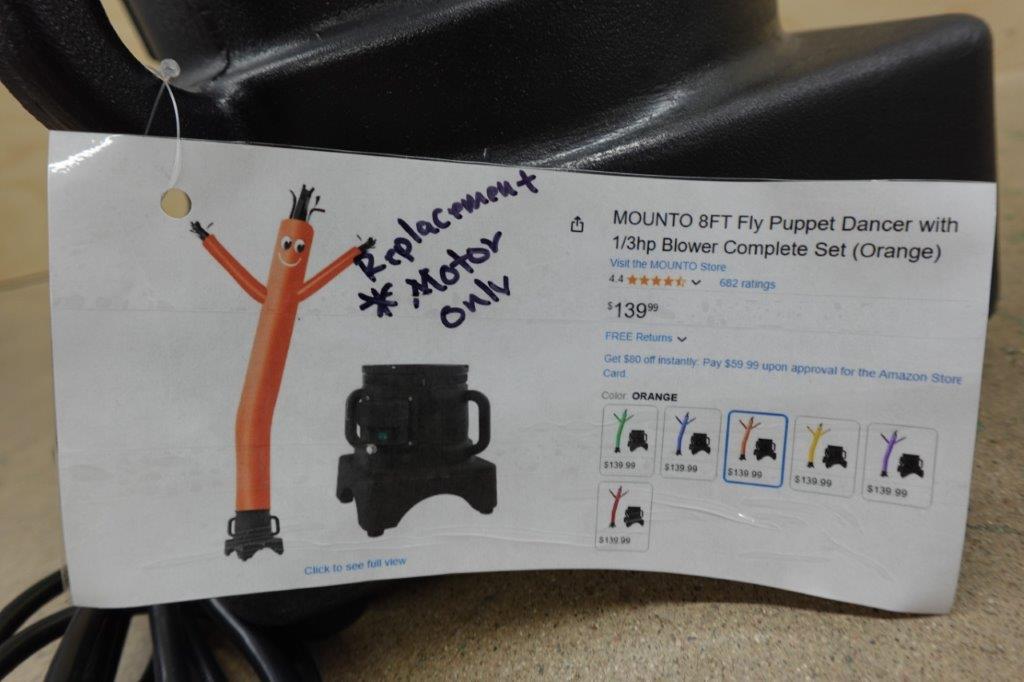 Replacement
* Motor
only
MOUNTO 8FT Fly Puppet Dancer with
1/3hp Blower Complete Set (Orange)
Visit the MOUNTO Store
4.4 682 ratings
$139⁹⁹
FREE Returns
Get $80 off instantly: Pay $59.99 upon approval for the Amazon Store
Card.
Color: ORANGE
$139.99 $139.99 $139.99 $139.99 $139.99
$139.99
Click to see full view